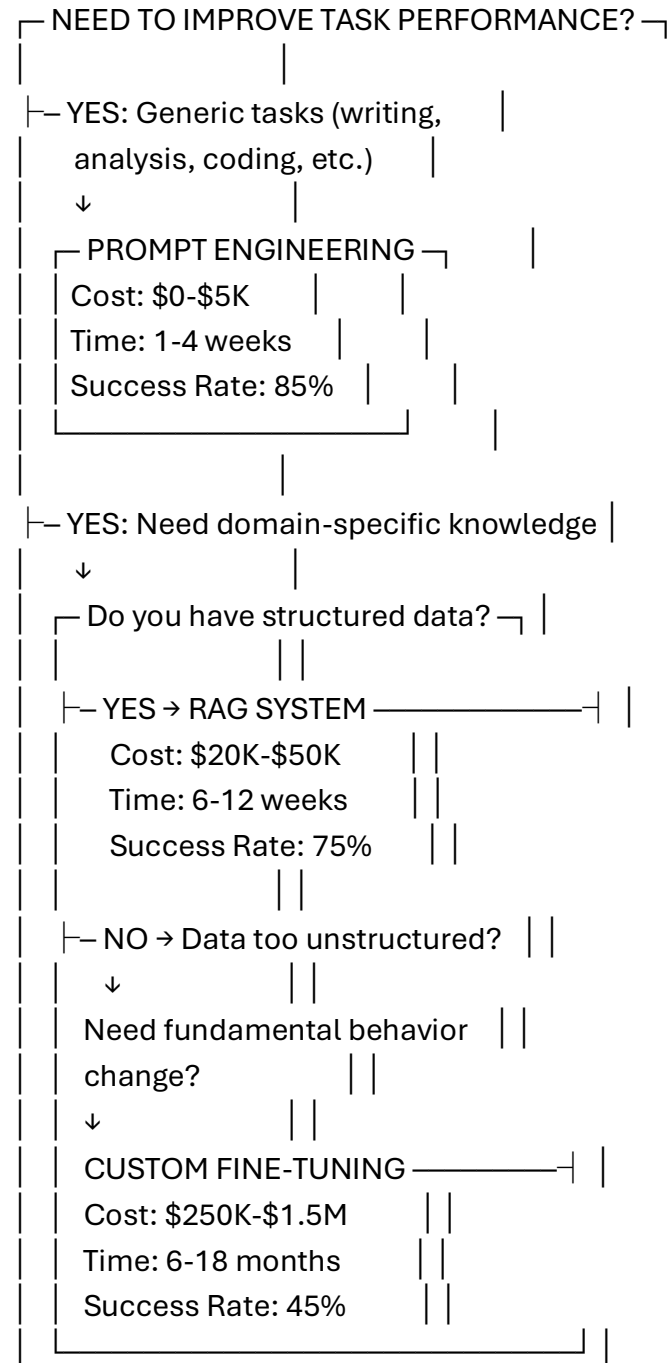 ┌─ NEED TO IMPROVE TASK PERFORMANCE? ─┐
│ │
├─ YES: Generic tasks (writing, │
│ analysis, coding, etc.) │
│ ↓ │
│ ┌─ PROMPT ENGINEERING ─┐ │
│ │ Cost: $0-$5K │ │
│ │ Time: 1-4 weeks │ │
│ │ Success Rate: 85% │ │
│ └──────────────────┘ │
│ │
├─ YES: Need domain-specific knowledge │
│ ↓ │
│ ┌─ Do you have structured data? ─┐ │
│ │ │ │
│ ├─ YES → RAG SYSTEM ───────────┤ │
│ │ Cost: $20K-$50K │ │
│ │ Time: 6-12 weeks │ │
│ │ Success Rate: 75% │ │
│ │ │ │
│ ├─ NO → Data too unstructured? │ │
│ │ ↓ │ │
│ │ Need fundamental behavior │ │
│ │ change? │ │
│ │ ↓ │ │
│ │ CUSTOM FINE-TUNING ────────┤ │
│ │ Cost: $250K-$1.5M │ │
│ │ Time: 6-18 months │ │
│ │ Success Rate: 45% │ │
│ └───────────────────────────┘ │